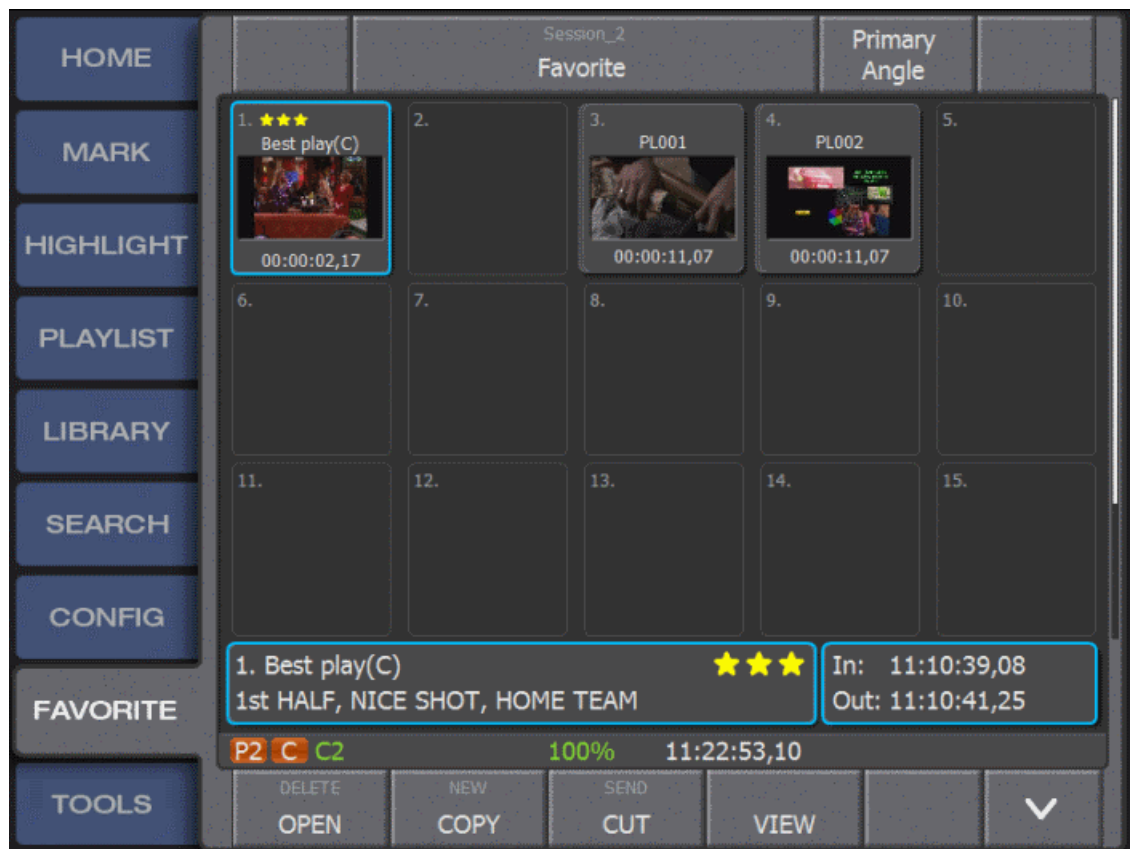 HOME
MARK
HIGHLIGHT
PLAYLIST
LIBRARY
SEARCH
CONFIG
FAVORITE
TOOLS
Session_2
Favorite
Primary
Angle
1.
Best play(C)
00:00:02,17
2.
3.
PL001
00:00:11,07
4.
PL002
00:00:11,07
5.
6.
7.
8.
9.
10.
11.
12.
13.
14.
15.
1. Best play(C)
1st HALF, NICE SHOT, HOME TEAM
In: 11:10:39,08
Out: 11:10:41,25
P2 C C2 100% 11:22:53,10
DELETE
OPEN
NEW
COPY
SEND
CUT
VIEW